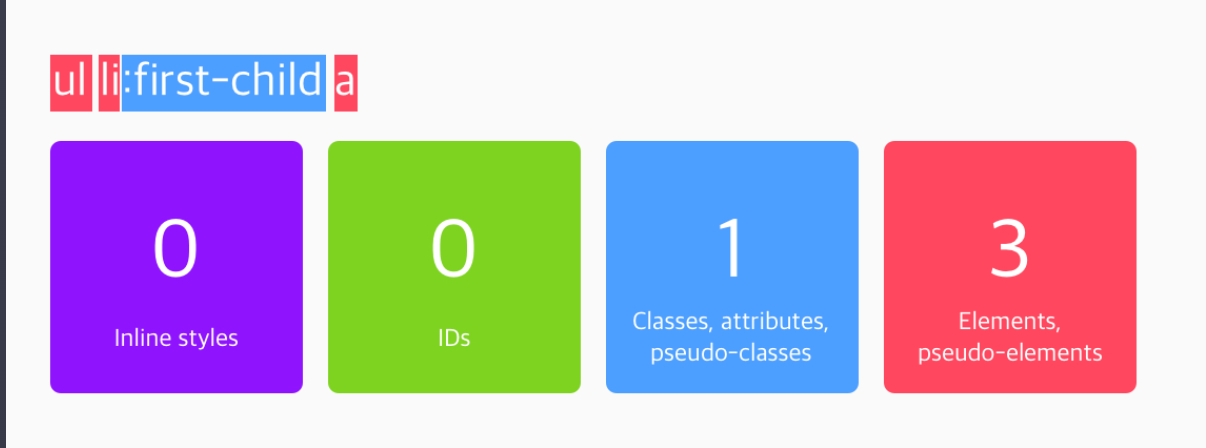 ul li:first-child a
0
Inline styles
0
IDs
1
Classes, attributes,
pseudo-classes
3
Elements,
pseudo-elements